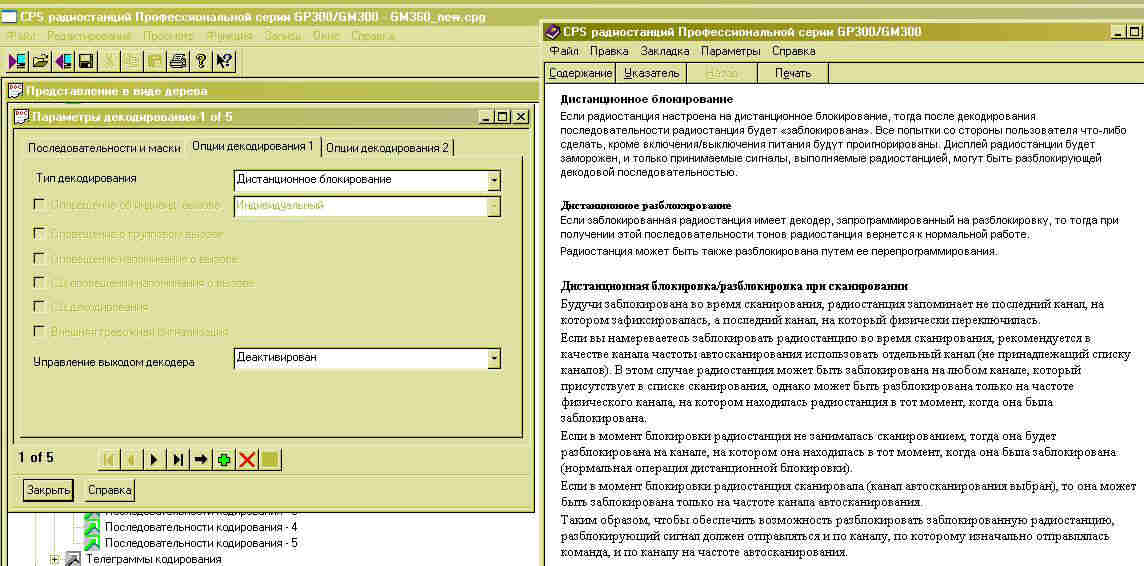 CPS радиостанций Профессиональной серии GP300/GM300 - GM360_new.cpg
Файл Редактирование Просмотр Функция Запись Окно Справка
Представление в виде дерева
Параметры декодирования-1 of 5
Последовательности и маски Опции декодирования 1 Опции декодирования 2
Тип декодирования Дистанционное блокирование
Оповещение об индивид. вызове Индивидуальный
Оповещение о групповом вызове
Оповещение-напоминание о вызове
СД оповещения-напоминания о вызове
СД декодирования
Внешняя тревожная сигнализация
Управление выходом декодера Деактивирован
1 of 5
Закрыть Справка
Последовательности кодирования - 4
Последовательности кодирования - 5
Телеграммы кодирования
CPS радиостанций Профессиональной серии GP300/GM300
Файл Правка Закладка Параметры Справка
Содержание Указатель Назад Печать
Дистанционное блокирование
Если радиостанция настроена на дистанционное блокирование, тогда после декодирования
последовательности радиостанция будет «заблокирована». Все попытки со стороны пользователя что-либо
сделать, кроме включения/выключения питания будут проигнорированы. Дисплей радиостанции будет
заморожен, и только принимаемые сигналы, выполняемые радиостанцией, могут быть разблокирующей
декодовой последовательностью.
Дистанционное разблокирование
Если заблокированная радиостанция имеет декодер, запрограммированный на разблокировку, то тогда при
получении этой последовательности тонов радиостанция вернется к нормальной работе.
Радиостанция может быть также разблокирована путем ее перепрограммирования.
Дистанционная блокировка/разблокировка при сканировании
Будучи заблокирована во время сканирования, радиостанция запоминает не последний канал, на
котором зафиксировалась, а последний канал, на который физически переключилась.
Если вы намереваетесь заблокировать радиостанцию во время сканирования, рекомендуется в
качестве канала частоты автосканирования использовать отдельный канал (не принадлежащий списку
каналов). В этом случае радиостанция может быть заблокирована на любом канале, который
присутствует в списке сканирования, однако может быть разблокирована только на частоте
физического канала, на котором находилась радиостанция в тот момент, когда она была
заблокирована.
Если в момент блокировки радиостанция не занималась сканированием, тогда она будет
разблокирована на канале, на котором она находилась в тот момент, когда она была заблокирована
(нормальная операция дистанционной блокировки).
Если в момент блокировки радиостанция сканировала (канал автосканирования выбран), то она может
быть заблокирована только на частоте канала автосканирования.
Таким образом, чтобы обеспечить возможность разблокировать заблокированную радиостанцию,
разблокирующий сигнал должен отправляться и по каналу, по которому изначально отправлялась
команда, и по каналу на частоте автосканирования.